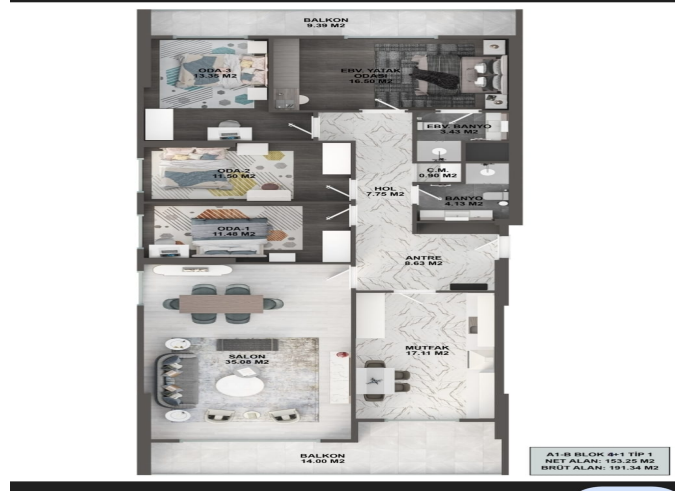 BALKON
9.39 M2
ODA-3
13.35 M2
EBV. YATAK
ODASI
16.50 M2
EBV. BANYO
3.43 M2
ODA-2
11.50 M2
HOL
7.75 M2
Ç.M.
0.90 M2
BANYO
4.13 M2
ODA-1
11.48 M2
ANTRE
8.63 M2
SALON
35.08 M2
MUTFAK
17.11 M2
BALKON
14.00 M2
A1-B BLOK 4+1 TİP 1
NET ALAN: 153.25 M2
BRÜT ALAN: 191.34 M2